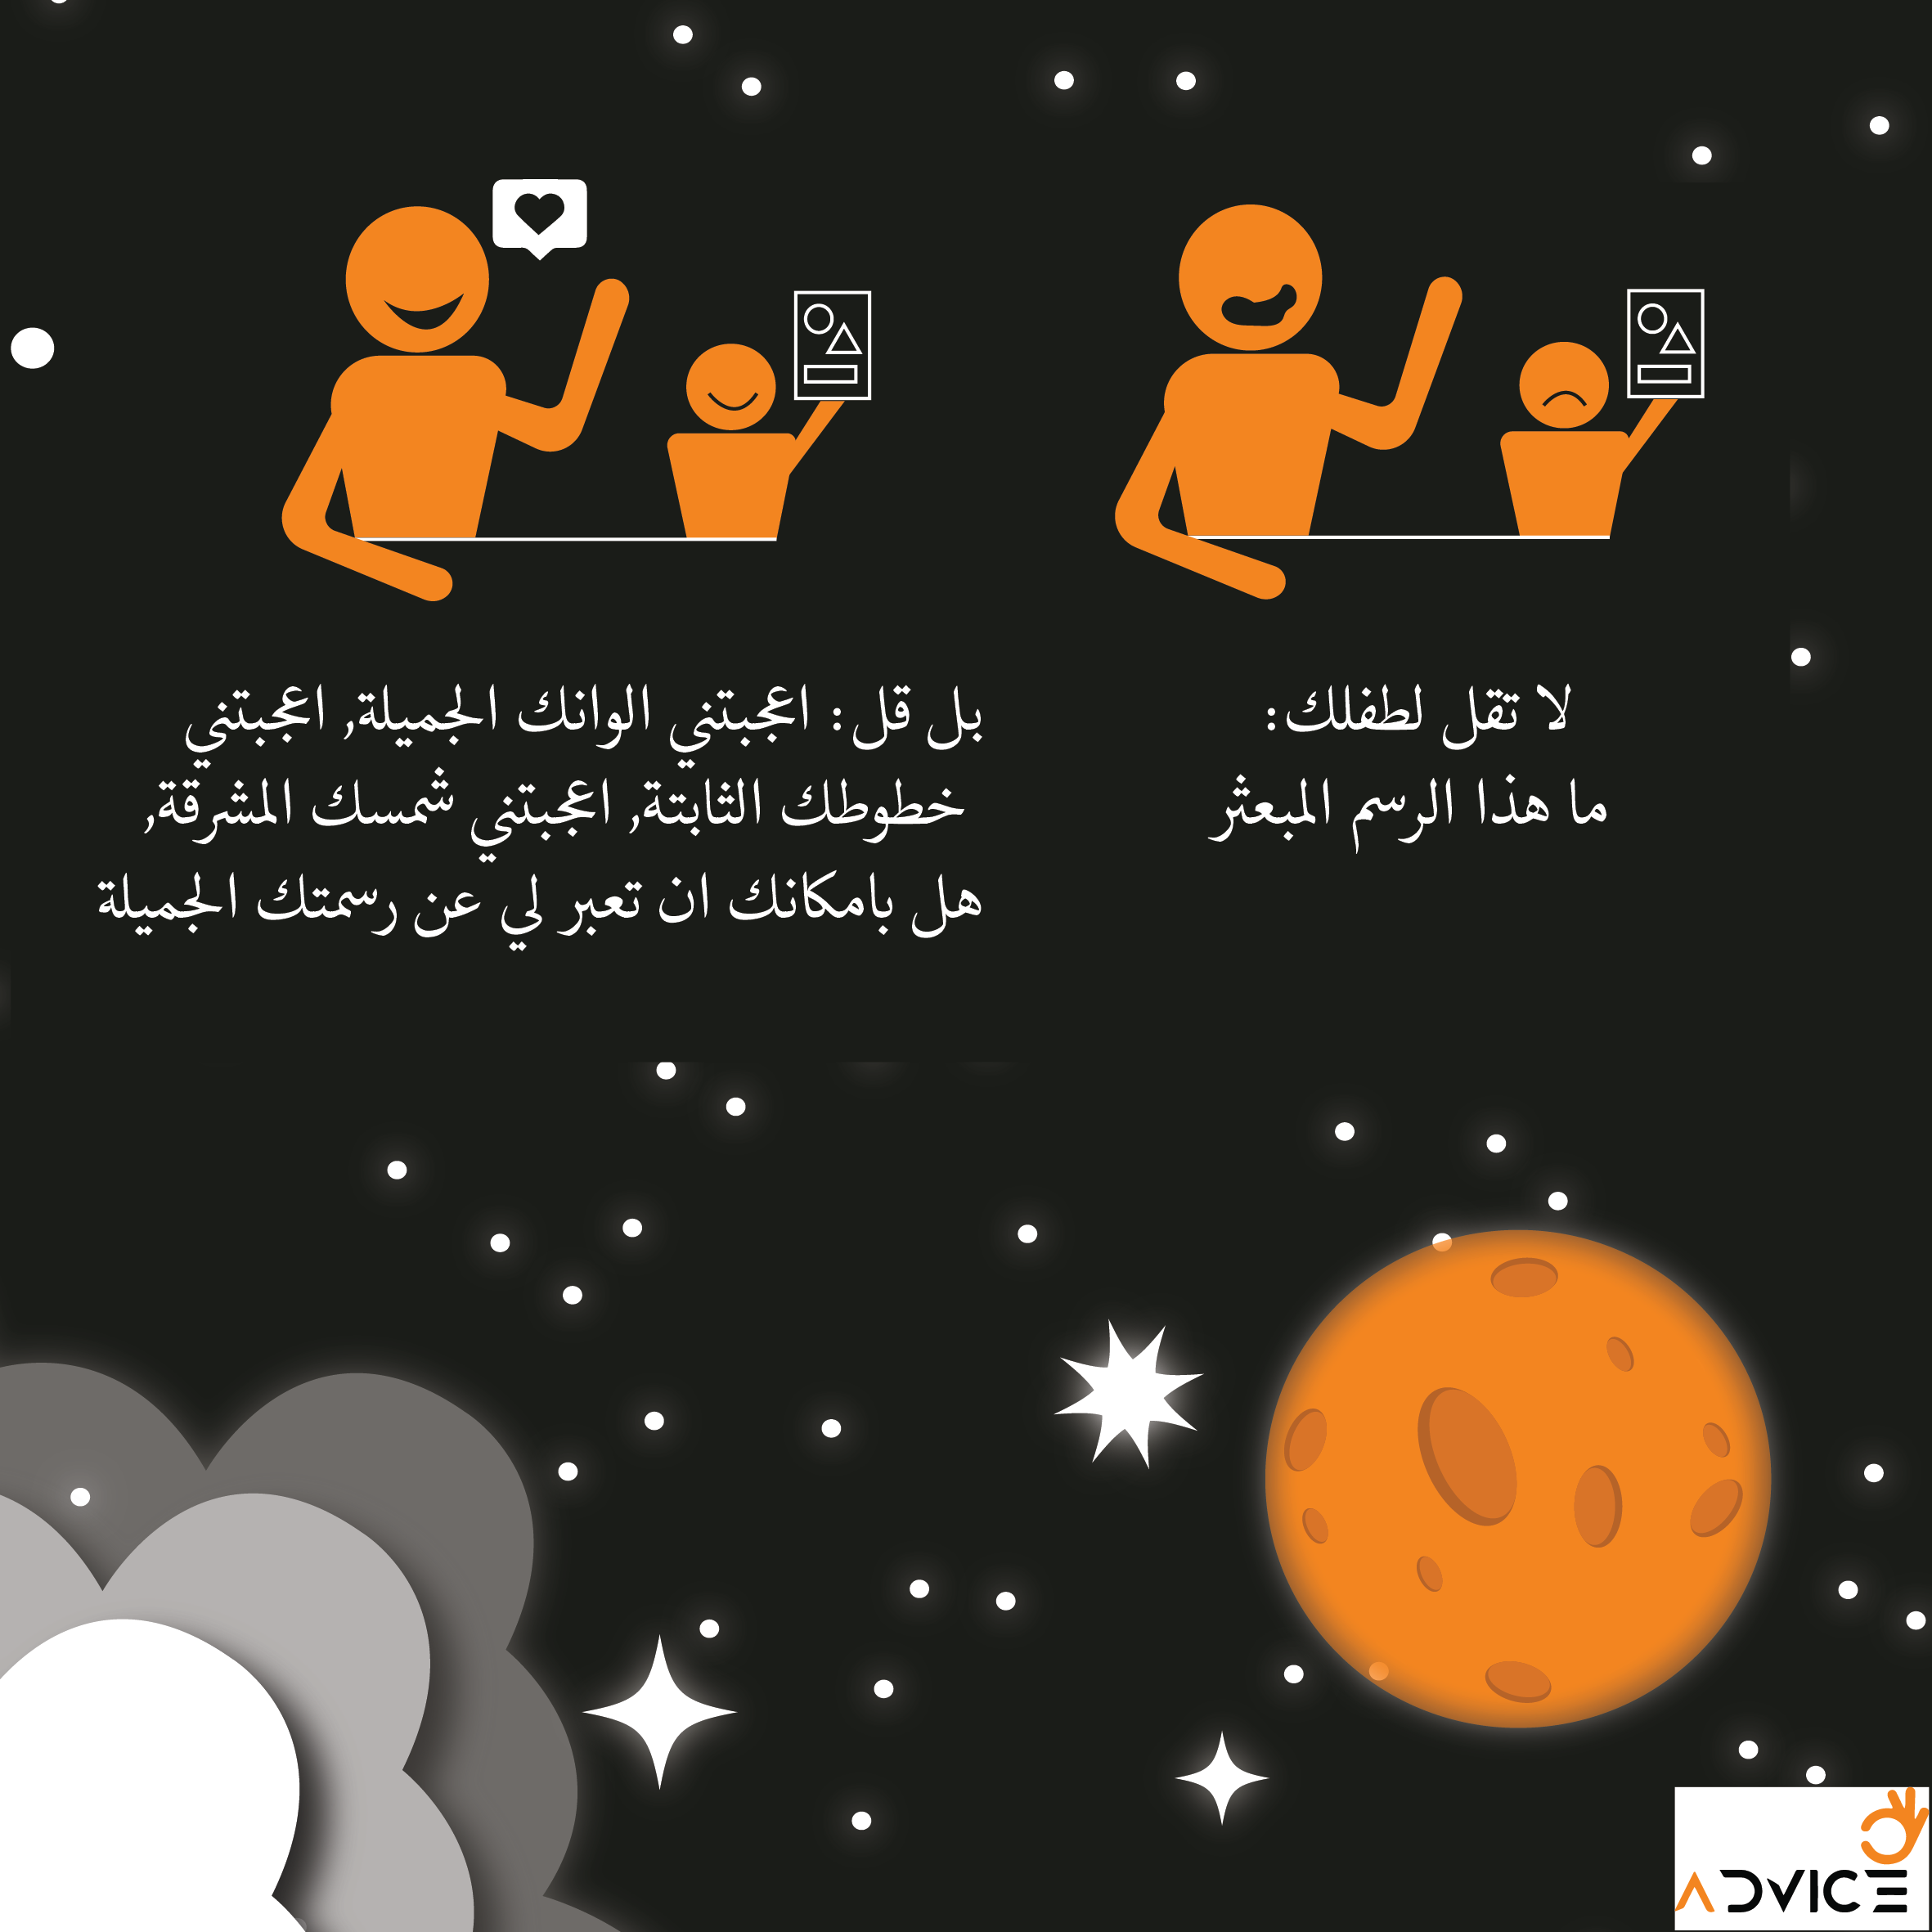 لا تقل لطفلك :
ما هذا الرسم المبعثر
بل قل : اعجبتني الوانك الجميلة, اعجبتني
خطوطك الثابتة, اعجبتني شمسك المشرقة,
هل بامكانك ان تعبر لي عن رسمتك الجميلة
ADVICE